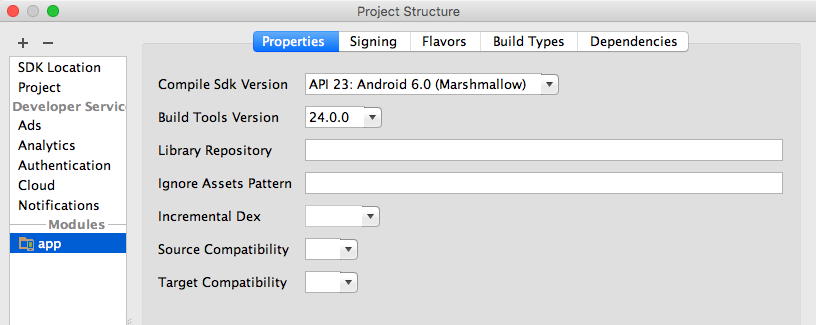 Project Structure
Properties Signing Flavors Build Types Dependencies
SDK Location
Project
Developer Servic
Ads
Analytics
Authentication
Cloud
Notifications
Modules
app
Compile Sdk Version API 23: Android 6.0 (Marshmallow)
Build Tools Version 24.0.0
Library Repository
Ignore Assets Pattern
Incremental Dex
Source Compatibility
Target Compatibility